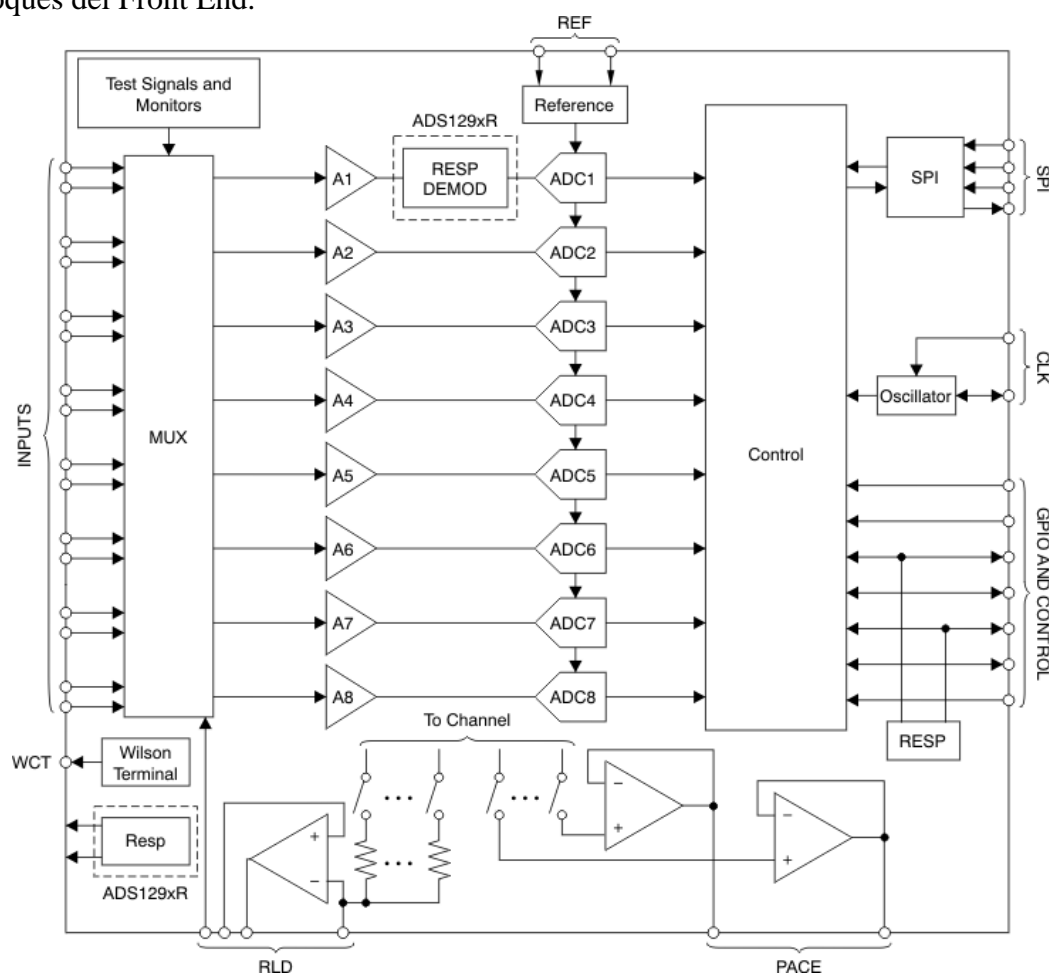 oques del Front End.
REF
Test Signals and
Monitors
Reference
ADS129xR
RESP
DEMOD
A1
ADC1
SPI
SPI
A2
ADC2
A3
ADC3
CLK
Oscillator
A4
ADC4
INPUTS
MUX
Control
A5
ADC5
A6
ADC6
GPIO AND CONTROL
A7
ADC7
A8
ADC8
To Channel
RESP
WCT
Wilson
Terminal
Resp
ADS129xR
+
−
−
+
−
+
RLD
PACE